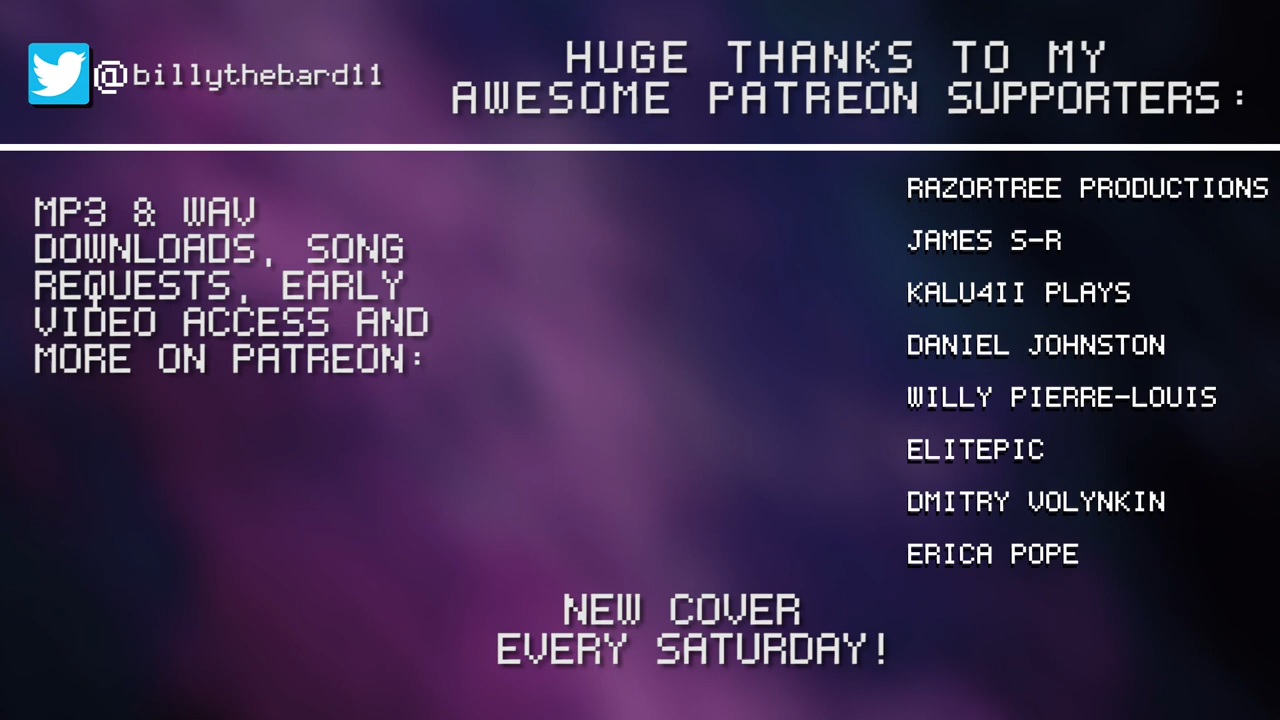 @billythebard11
HUGE THANKS TO MY
AWESOME PATREON SUPPORTERS:
MP3 & WAV
DOWNLOADS, SONG
REQUESTS, EARLY
VIDEO ACCESS AND
MORE ON PATREON:
RAZORTREE PRODUCTIONS
JAMES S-R
KALU4II PLAYS
DANIEL JOHNSTON
WILLY PIERRE-LOUIS
ELITEPIC
DMITRY VOLYNKIN
ERICA POPE
NEW COVER
EVERY SATURDAY!